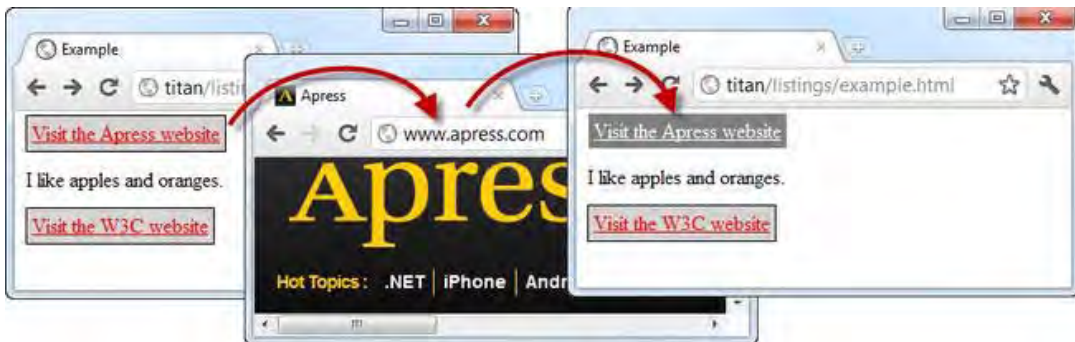 Example
titan/listi
Visit the Apress website
I like apples and oranges.
Visit the W3C website
Apress
www.apress.com
Apres
Hot Topics: .NET | iPhone | Andr
Example
titan/listings/example.html
Visit the Apress website
I like apples and oranges.
Visit the W3C website